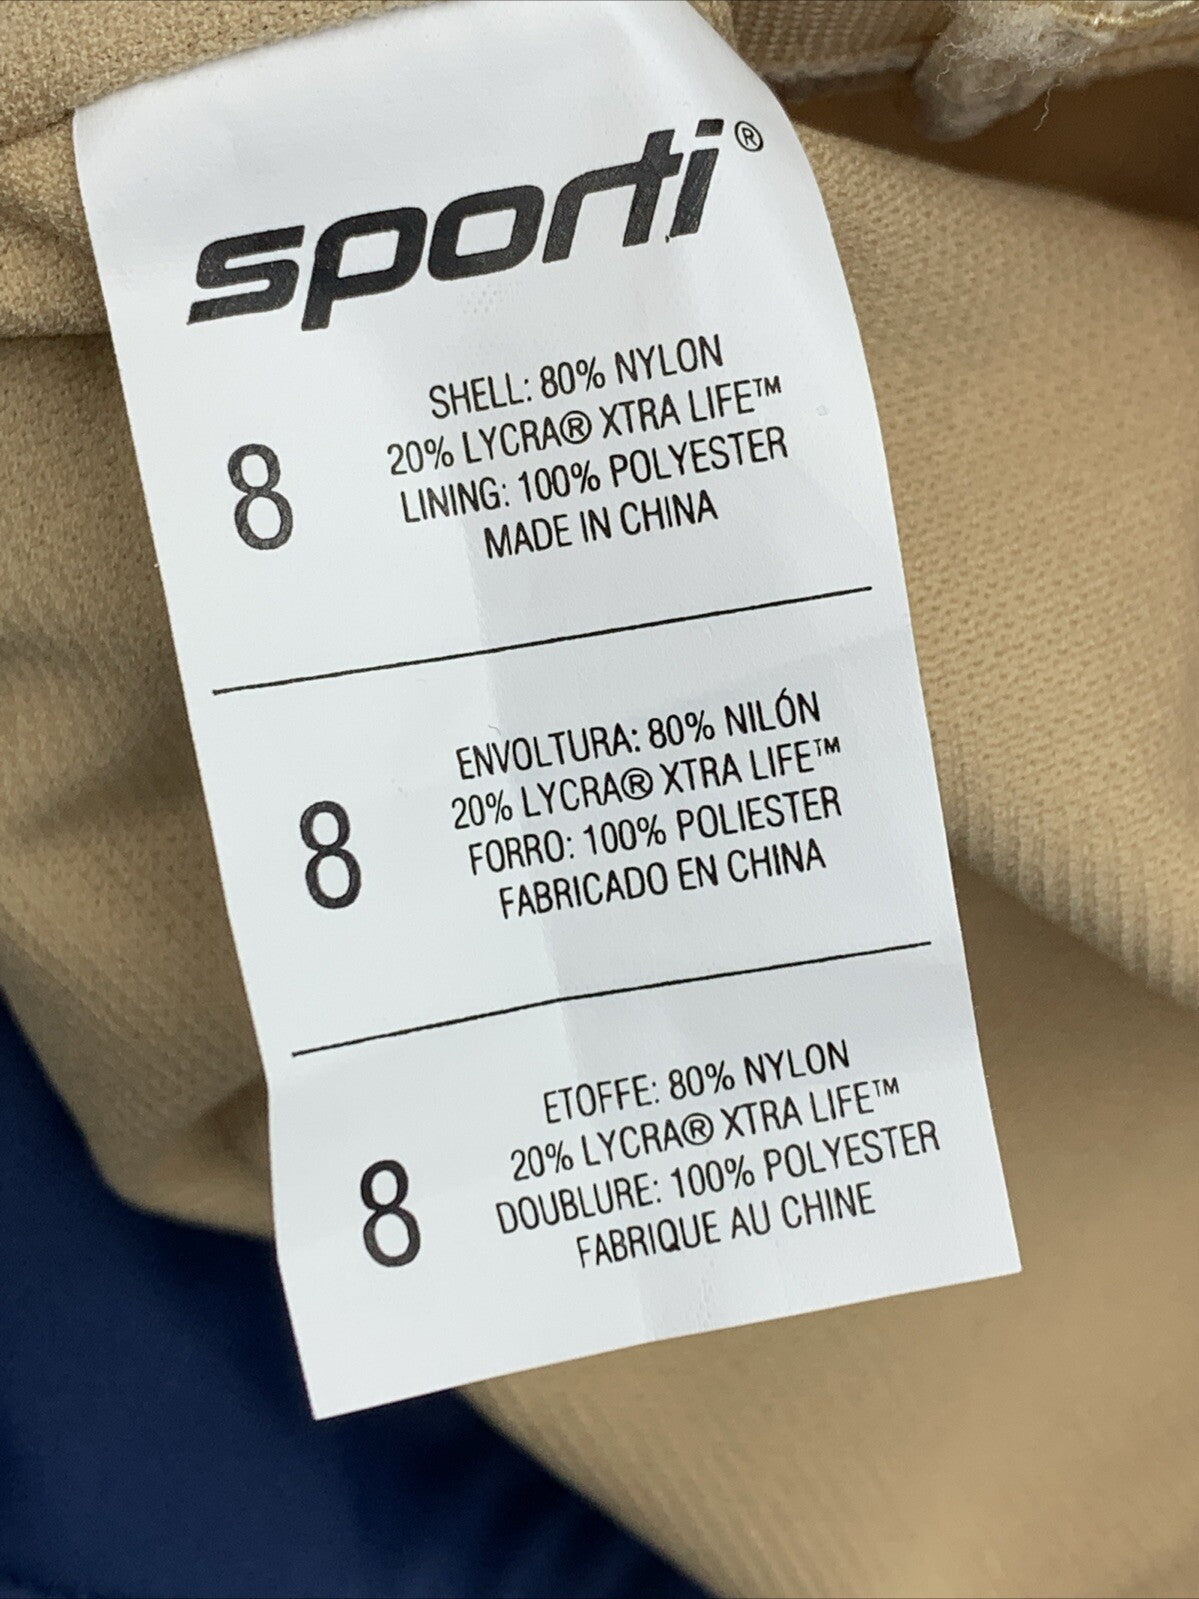 sporti®
8
SHELL: 80% NYLON
20% LYCRA® XTRA LIFE™
LINING: 100% POLYESTER
MADE IN CHINA
8
ENVOLTURA: 80% NILÓN
20% LYCRA® XTRA LIFE™
FORRO: 100% POLIESTER
FABRICADO EN CHINA
8
ETOFFE: 80% NYLON
20% LYCRA® XTRA LIFE™
DOUBLURE: 100% POLYESTER
FABRIQUE AU CHINE